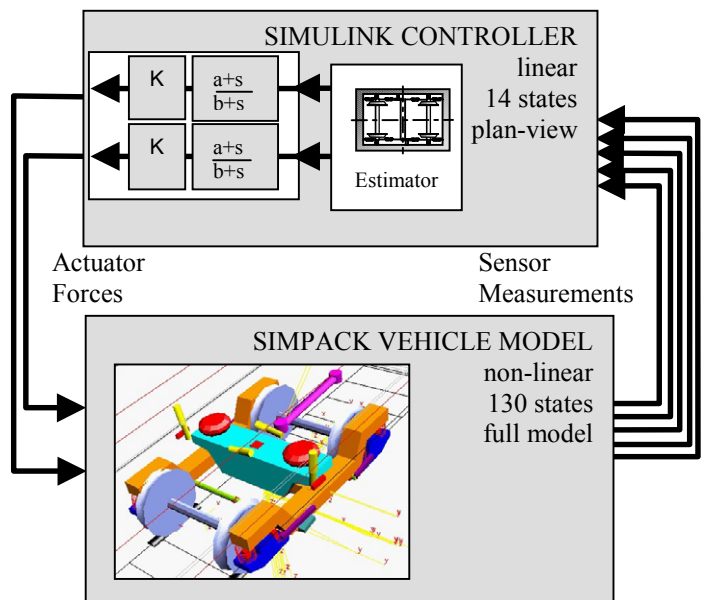 SIMULINK CONTROLLER
linear
14 states
plan-view
K
a+s
b+s
K
a+s
b+s
Estimator
Actuator
Forces
Sensor
Measurements
SIMPACK VEHICLE MODEL
non-linear
130 states
full model